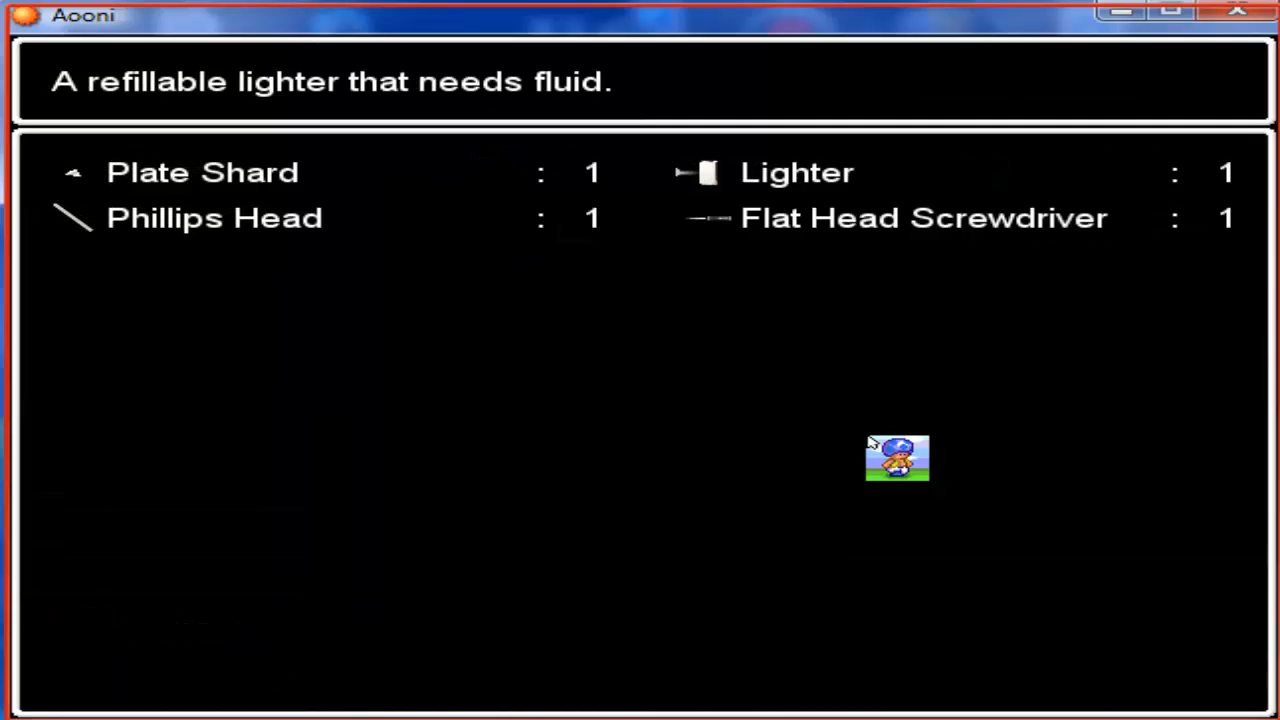 Aooni
A refillable lighter that needs fluid.
Plate Shard : 1 Lighter : 1
Phillips Head : 1 Flat Head Screwdriver : 1